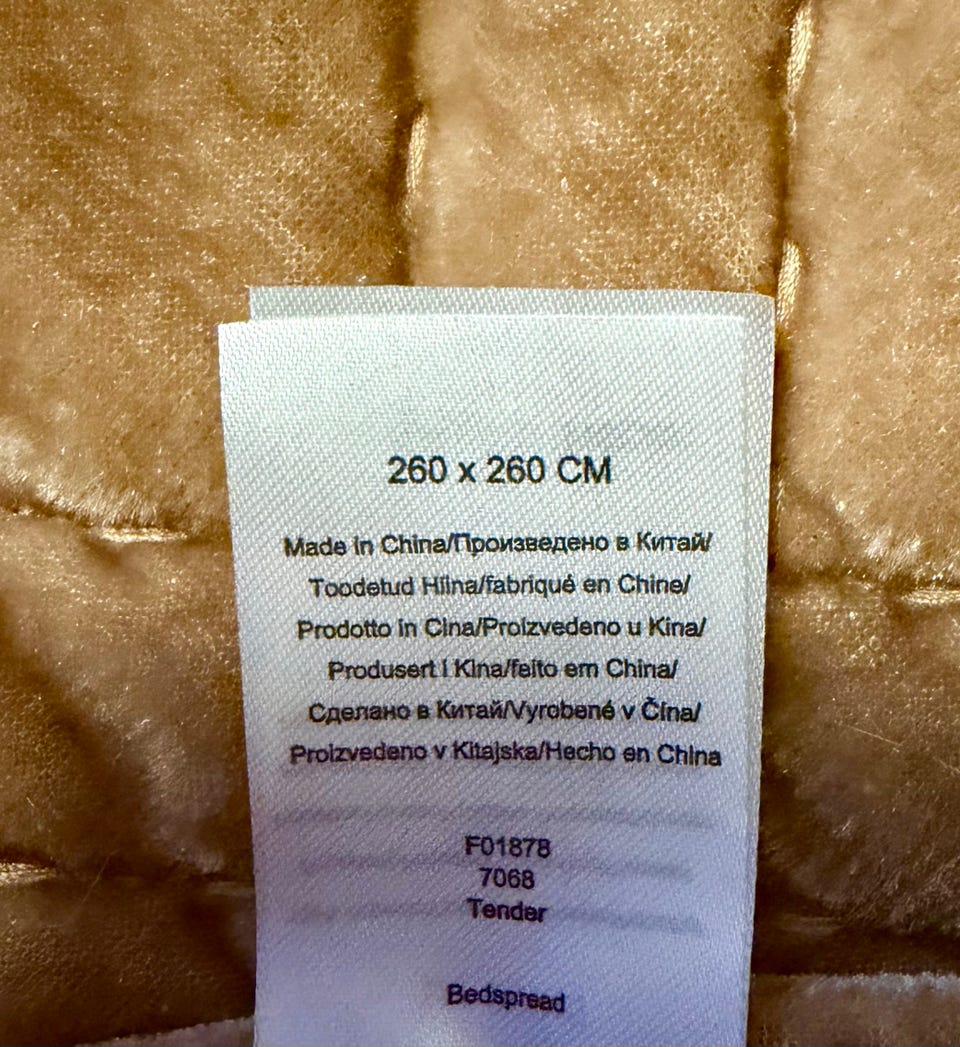 260 x 260 CM
Made in China/Произведено в Китай/
Toodetud Hiina/fabriqué en Chine/
Prodotto in Cina/Proizvedeno u Kina/
Produsert i Kina/feito em China/
Сделано в Китай/Vyrobené v Čína/
Proizvedeno v Kitajska/Hecho en China
F01878
7068
Tender
Bedspread